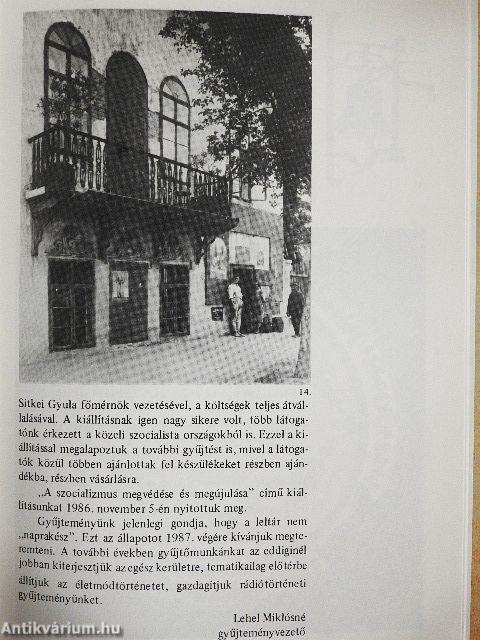 14.
Sitkei Gyula főmérnök vezetésével, a költségek teljes átvál-
lalásával. A kiállításnak igen nagy sikere volt, több látoga-
tónk érkezett a közeli szocialista országokból is. Ezzel a ki-
állítással megalapoztuk a további gyűjtést is, mivel a látoga-
tók közül többen ajánlottak fel készülékeket részben aján-
dékba, részben vásárlásra.
„A szocializmus megvédése és megújulása” című kiál-
lításunkat 1986. november 5-én nyitottuk meg.
Gyűjteményünk jelenlegi gondja, hogy a leltár nem
„naprakész”. Ezt az állapotot 1987. végére kívánjuk megte-
remteni. A további években gyűjtőmunkánkat az eddiginél
jobban kiterjesztjük az egész kerületre, tematikailag előtérbe
állítjuk az életmódtörténetet, gazdagítjuk rádiótörténeti
gyűjteményünket.
Lehel Miklósné
gyűjteményvezető
Antikvárium.hu